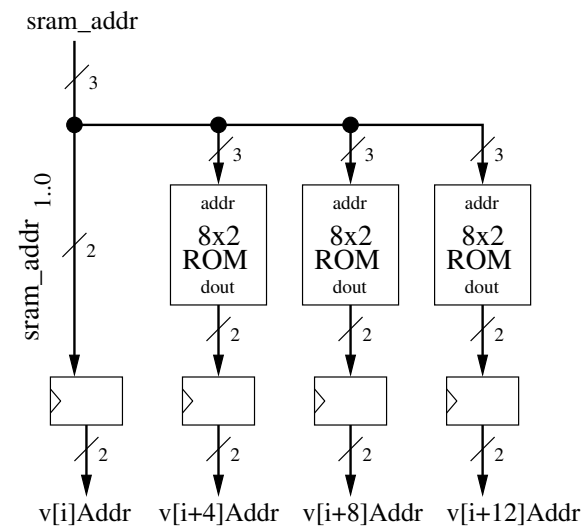 sram_addr
3
3
3
3
sram_addr 1..0
addr
addr
addr
8x2
8x2
8x2
2
ROM
ROM
ROM
dout
dout
dout
2
2
2
2
2
2
2
v[i]Addr
v[i+4]Addr
v[i+8]Addr
v[i+12]Addr